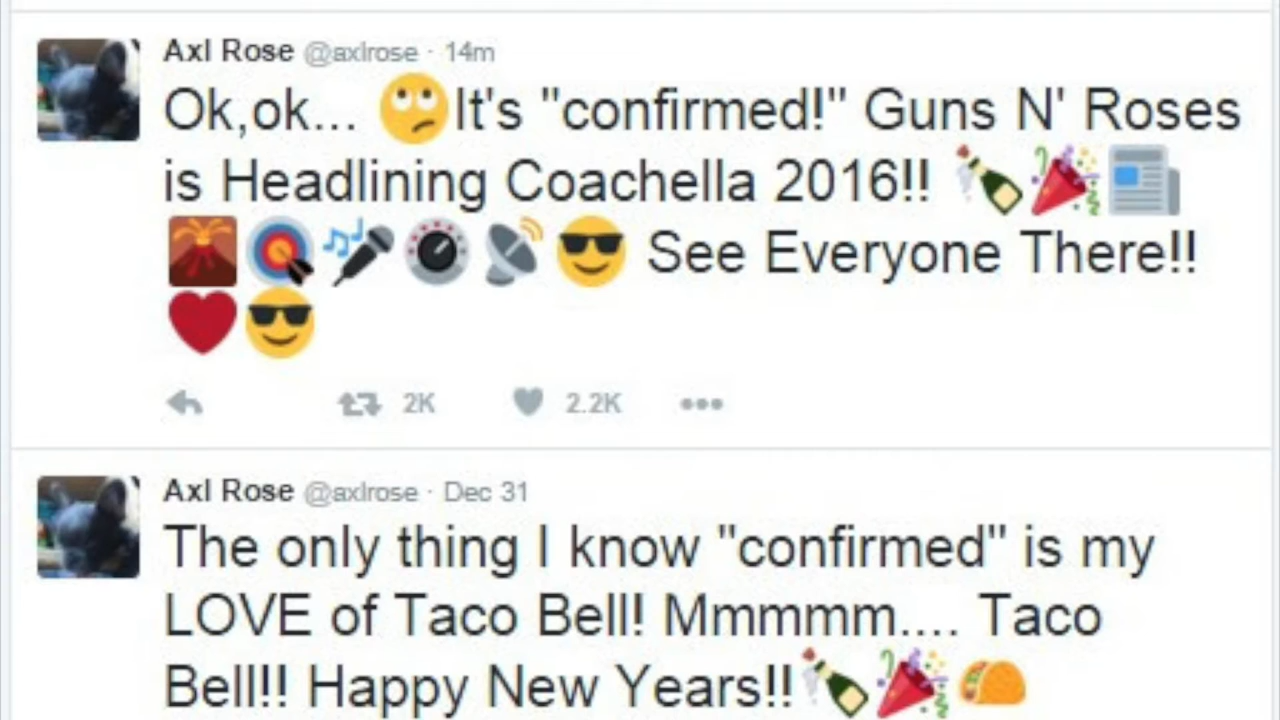 Axl Rose @axlrose · 14m
Ok,ok... 🙄It's "confirmed!" Guns N' Roses
is Headlining Coachella 2016!! 🍾🎉📰
🌋🎯🎤🎛📡😎 See Everyone There!!
❤😎
2K 2.2K
Axl Rose @axlrose · Dec 31
The only thing I know "confirmed" is my
LOVE of Taco Bell! Mmmmm.... Taco
Bell!! Happy New Years!!🍾🎉🌮